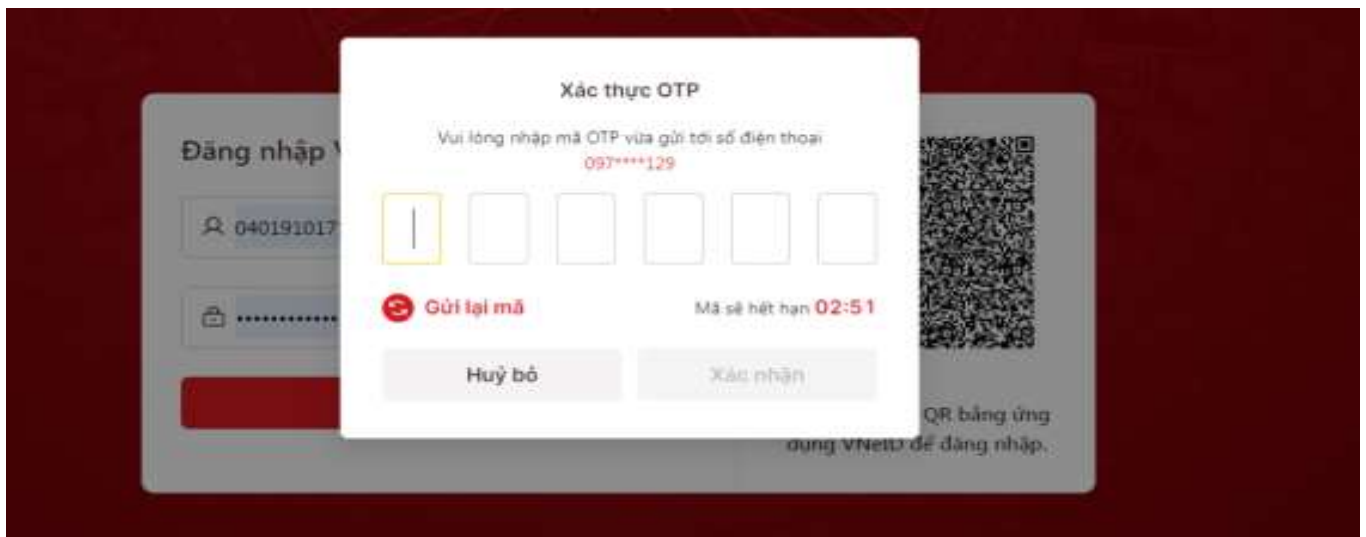 Xác thực OTP
Vui lòng nhập mã OTP vừa gửi tới số điện thoại
097****129
Đăng nhập V
040191017
••••••••••••
Gửi lại mã
Mã sẽ hết hạn 02:51
Huỷ bỏ
Xác nhận
QR bằng ứng
dụng VNeID để đăng nhập.